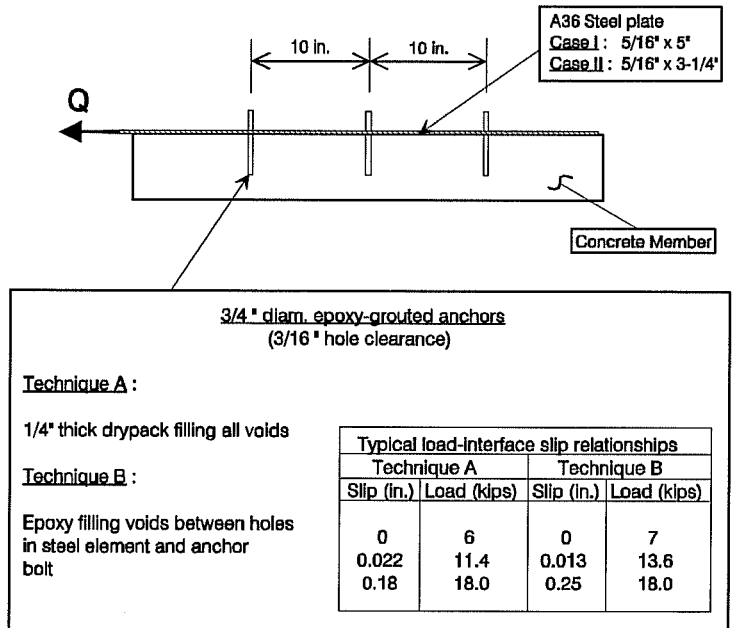 A36 Steel plate
Case I : 5/16" x 5"
Case II : 5/16" x 3-1/4"
10 in.
10 in.
Q
Concrete Member
3/4 " diam. epoxy-grouted anchors
(3/16 " hole clearance)
Technique A :
1/4" thick drypack filling all voids
Technique B :
Epoxy filling voids between holes
in steel element and anchor
bolt
Typical load-interface slip relationships
Technique A Technique B
Slip (in.) Load (kips) Slip (in.) Load (kips)
0 6 0 7
0.022 11.4 0.013 13.6
0.18 18.0 0.25 18.0